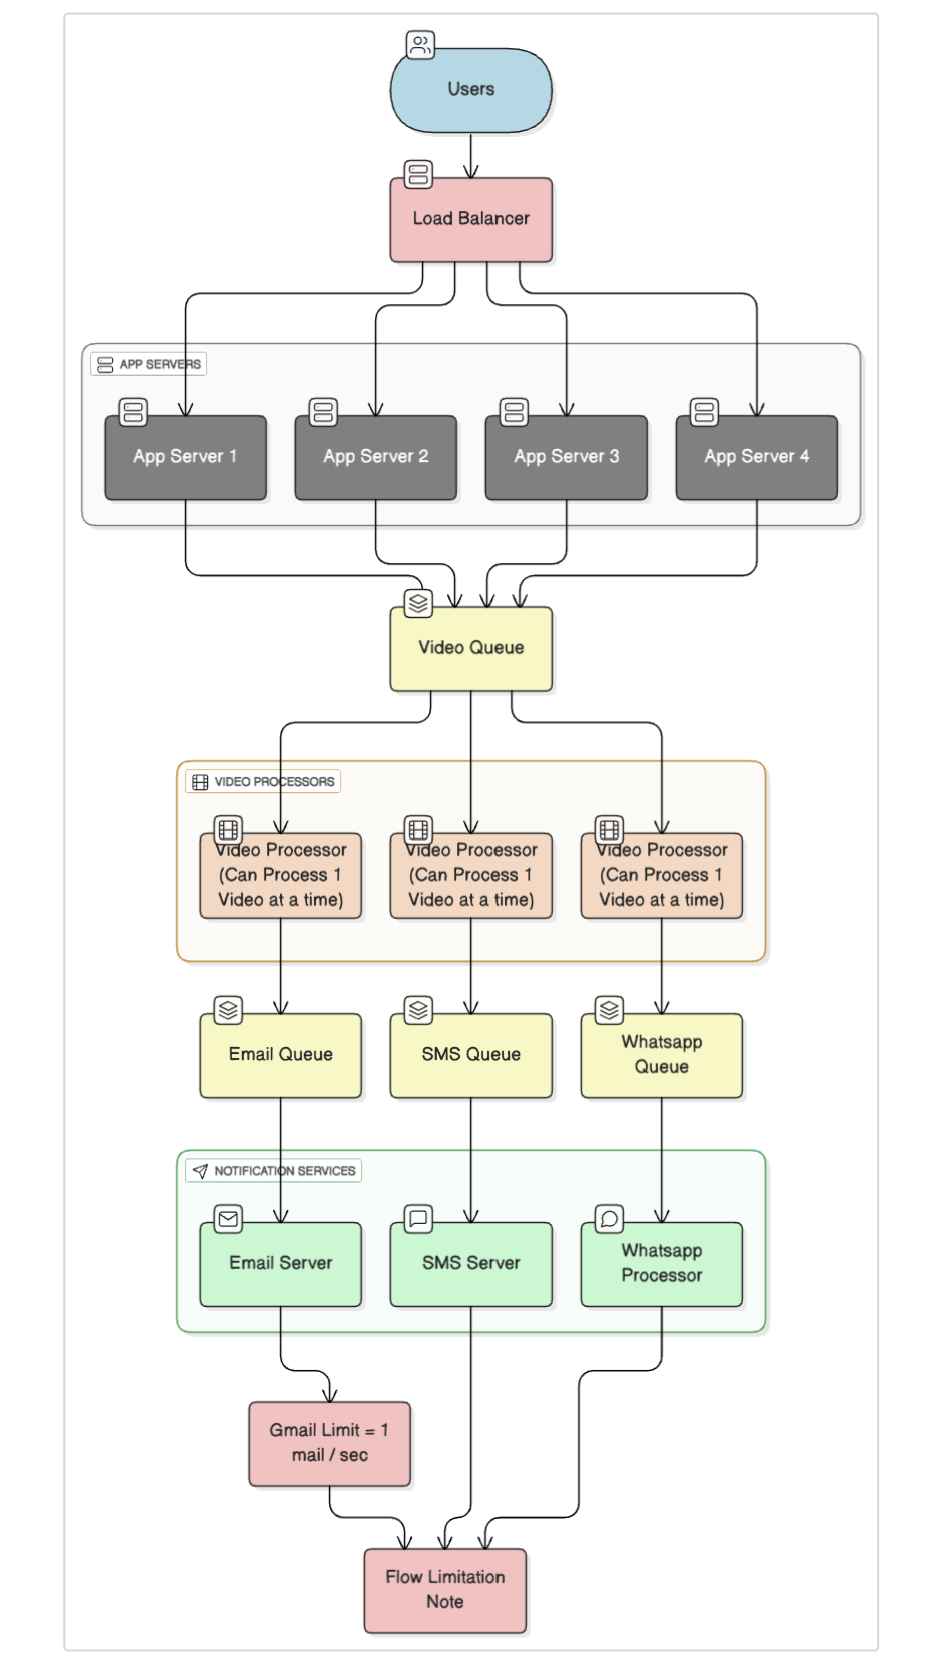 Users
Load Balancer
APP SERVERS
App Server 1
App Server 2
App Server 3
App Server 4
Video Queue
VIDEO PROCESSORS
Video Processor
(Can Process 1
Video at a time)
Video Processor
(Can Process 1
Video at a time)
Video Processor
(Can Process 1
Video at a time)
Email Queue
SMS Queue
Whatsapp
Queue
NOTIFICATION SERVICES
Email Server
SMS Server
Whatsapp
Processor
Gmail Limit = 1
mail / sec
Flow Limitation
Note